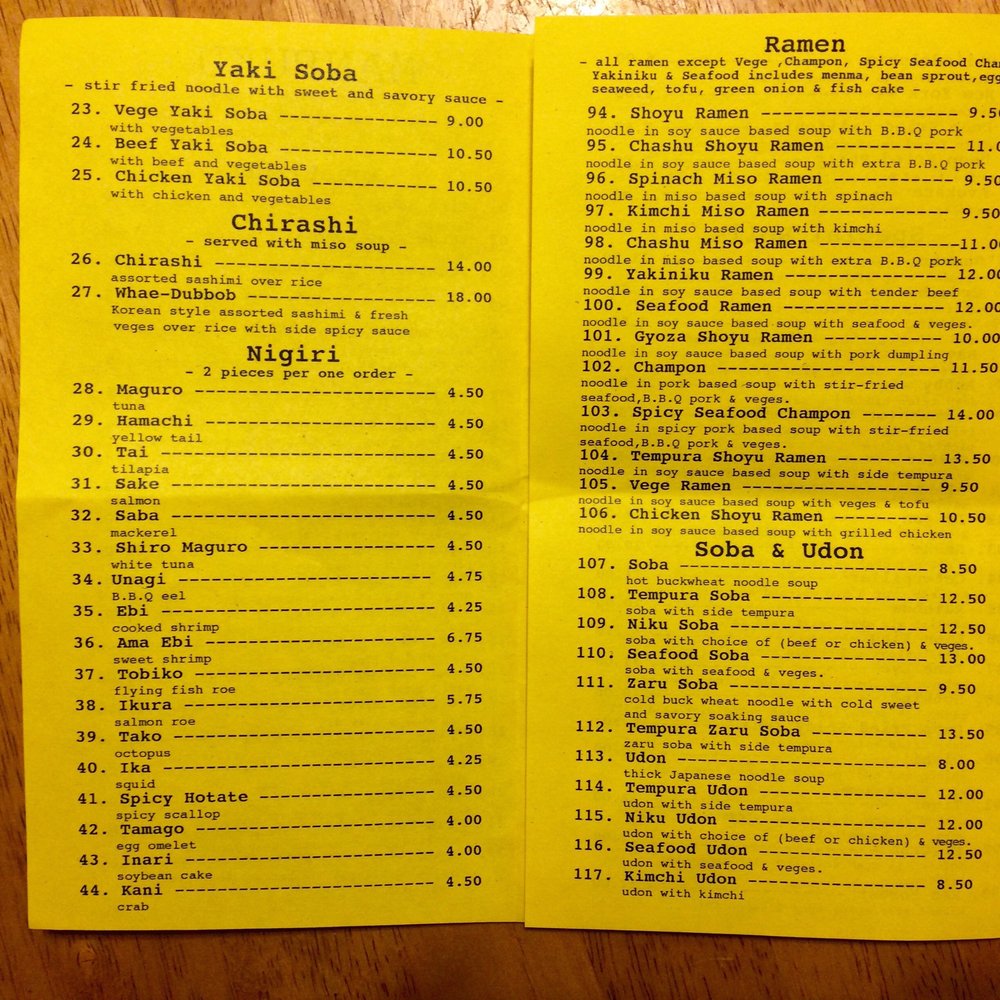 Yaki Soba
- stir fried noodle with sweet and savory sauce -
23. Vege Yaki Soba --------------- 9.00
with vegetables
24. Beef Yaki Soba --------------- 10.50
with beef and vegetables
25. Chicken Yaki Soba ------------ 10.50
with chicken and vegetables
Chirashi
- served with miso soup -
26. Chirashi --------------------- 14.00
assorted sashimi over rice
27. Whae-Dubbob ------------------ 18.00
Korean style assorted sashimi & fresh
veges over rice with side spicy sauce
Nigiri
- 2 pieces per one order -
28. Maguro ----------------------- 4.50
tuna
29. Hamachi ---------------------- 4.50
yellow tail
30. Tai -------------------------- 4.50
tilapia
31. Sake ------------------------- 4.50
salmon
32. Saba ------------------------- 4.50
mackerel
33. Shiro Maguro ----------------- 4.50
white tuna
34. Unagi ------------------------ 4.75
B.B.Q eel
35. Ebi -------------------------- 4.25
cooked shrimp
36. Ama Ebi ---------------------- 6.75
sweet shrimp
37. Tobiko ----------------------- 4.50
flying fish roe
38. Ikura ------------------------ 5.75
salmon roe
39. Tako ------------------------- 4.50
octopus
40. Ika -------------------------- 4.25
squid
41. Spicy Hotate ----------------- 4.50
spicy scallop
42. Tamago ----------------------- 4.00
egg omelet
43. Inari ------------------------ 4.00
soybean cake
44. Kani ------------------------- 4.50
crab
Ramen
- all ramen except Vege ,Champon, Spicy Seafood Cha
Yakiniku & Seafood includes menma, bean sprout,egg
seaweed, tofu, green onion & fish cake -
94. Shoyu Ramen ------------------ 9.50
noodle in soy sauce based soup with B.B.Q pork
95. Chashu Shoyu Ramen ----------- 11.0
noodle in soy sauce based soup with extra B.B.Q pork
96. Spinach Miso Ramen ----------- 9.50
noodle in miso based soup with spinach
97. Kimchi Miso Ramen ------------ 9.50
noodle in miso based soup with kimchi
98. Chashu Miso Ramen ------------11.00
noodle in miso based soup with extra B.B.Q pork
99. Yakiniku Ramen --------------- 12.00
noodle in soy sauce based soup with tender beef
100. Seafood Ramen --------------- 12.00
noodle in soy sauce based soup with seafood & veges.
101. Gyoza Shoyu Ramen ----------- 10.00
noodle in soy sauce based soup with pork dumpling
102. Champon --------------------- 11.50
noodle in pork based soup with stir-fried
seafood,B.B.Q pork & veges.
103. Spicy Seafood Champon ------- 14.00
noodle in spicy pork based soup with stir-fried
seafood,B.B.Q pork & veges.
104. Tempura Shoyu Ramen --------- 13.50
noodle in soy sauce based soup with side tempura
105. Vege Ramen ------------------ 9.50
noodle in soy sauce based soup with veges & tofu
106. Chicken Shoyu Ramen --------- 10.50
noodle in soy sauce based soup with grilled chicken
Soba & Udon
107. Soba ------------------------ 8.50
hot buckwheat noodle soup
108. Tempura Soba ---------------- 12.50
soba with side tempura
109. Niku Soba ------------------- 12.50
soba with choice of (beef or chicken) & veges.
110. Seafood Soba ---------------- 13.00
soba with seafood & veges.
111. Zaru Soba ------------------- 9.50
cold buck wheat noodle with cold sweet
and savory soaking sauce
112. Tempura Zaru Soba ----------- 13.50
zaru soba with side tempura
113. Udon ------------------------ 8.00
thick Japanese noodle soup
114. Tempura Udon ---------------- 12.00
udon with side tempura
115. Niku Udon ------------------- 12.00
udon with choice of (beef or chicken) & veges.
116. Seafood Udon ---------------- 12.50
udon with seafood & veges.
117. Kimchi Udon ----------------- 8.50
udon with kimchi